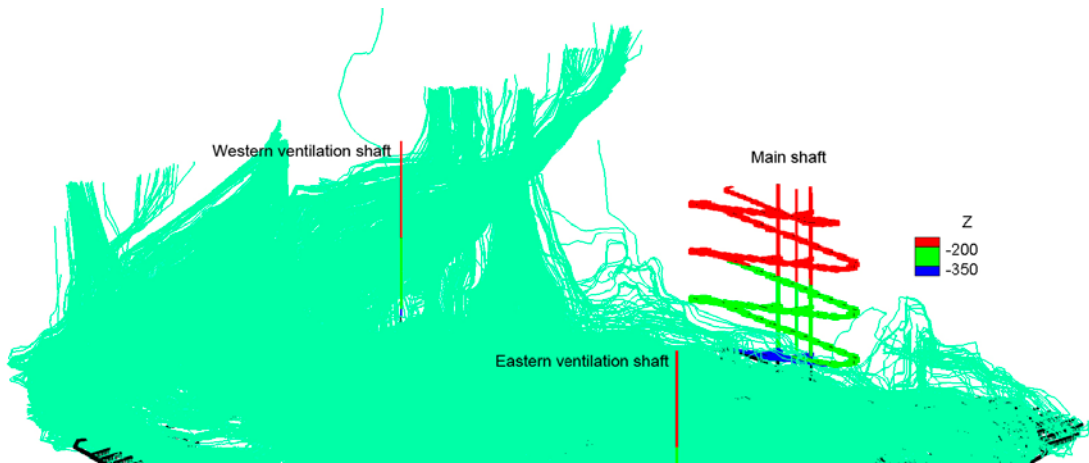 Western ventilation shaft
Main shaft
Z
-200
-350
Eastern ventilation shaft